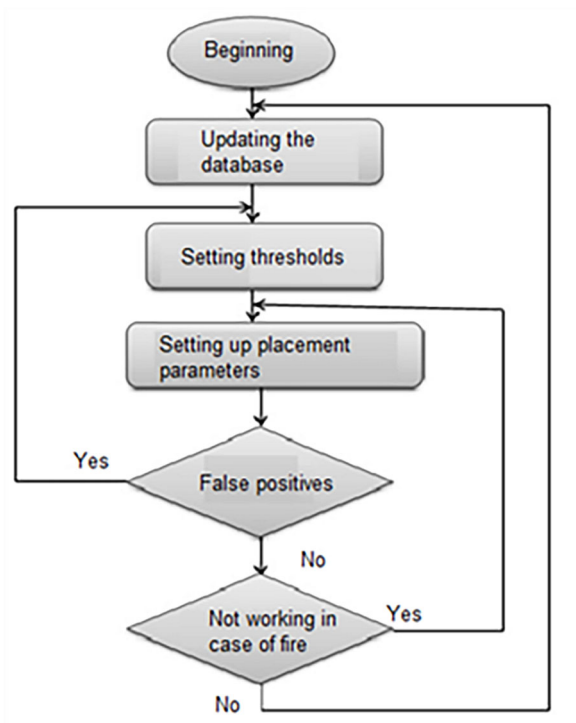 Beginning
Updating the
database
Setting thresholds
Setting up placement
parameters
Yes
False positives
No
Not working in
case of fire
Yes
No